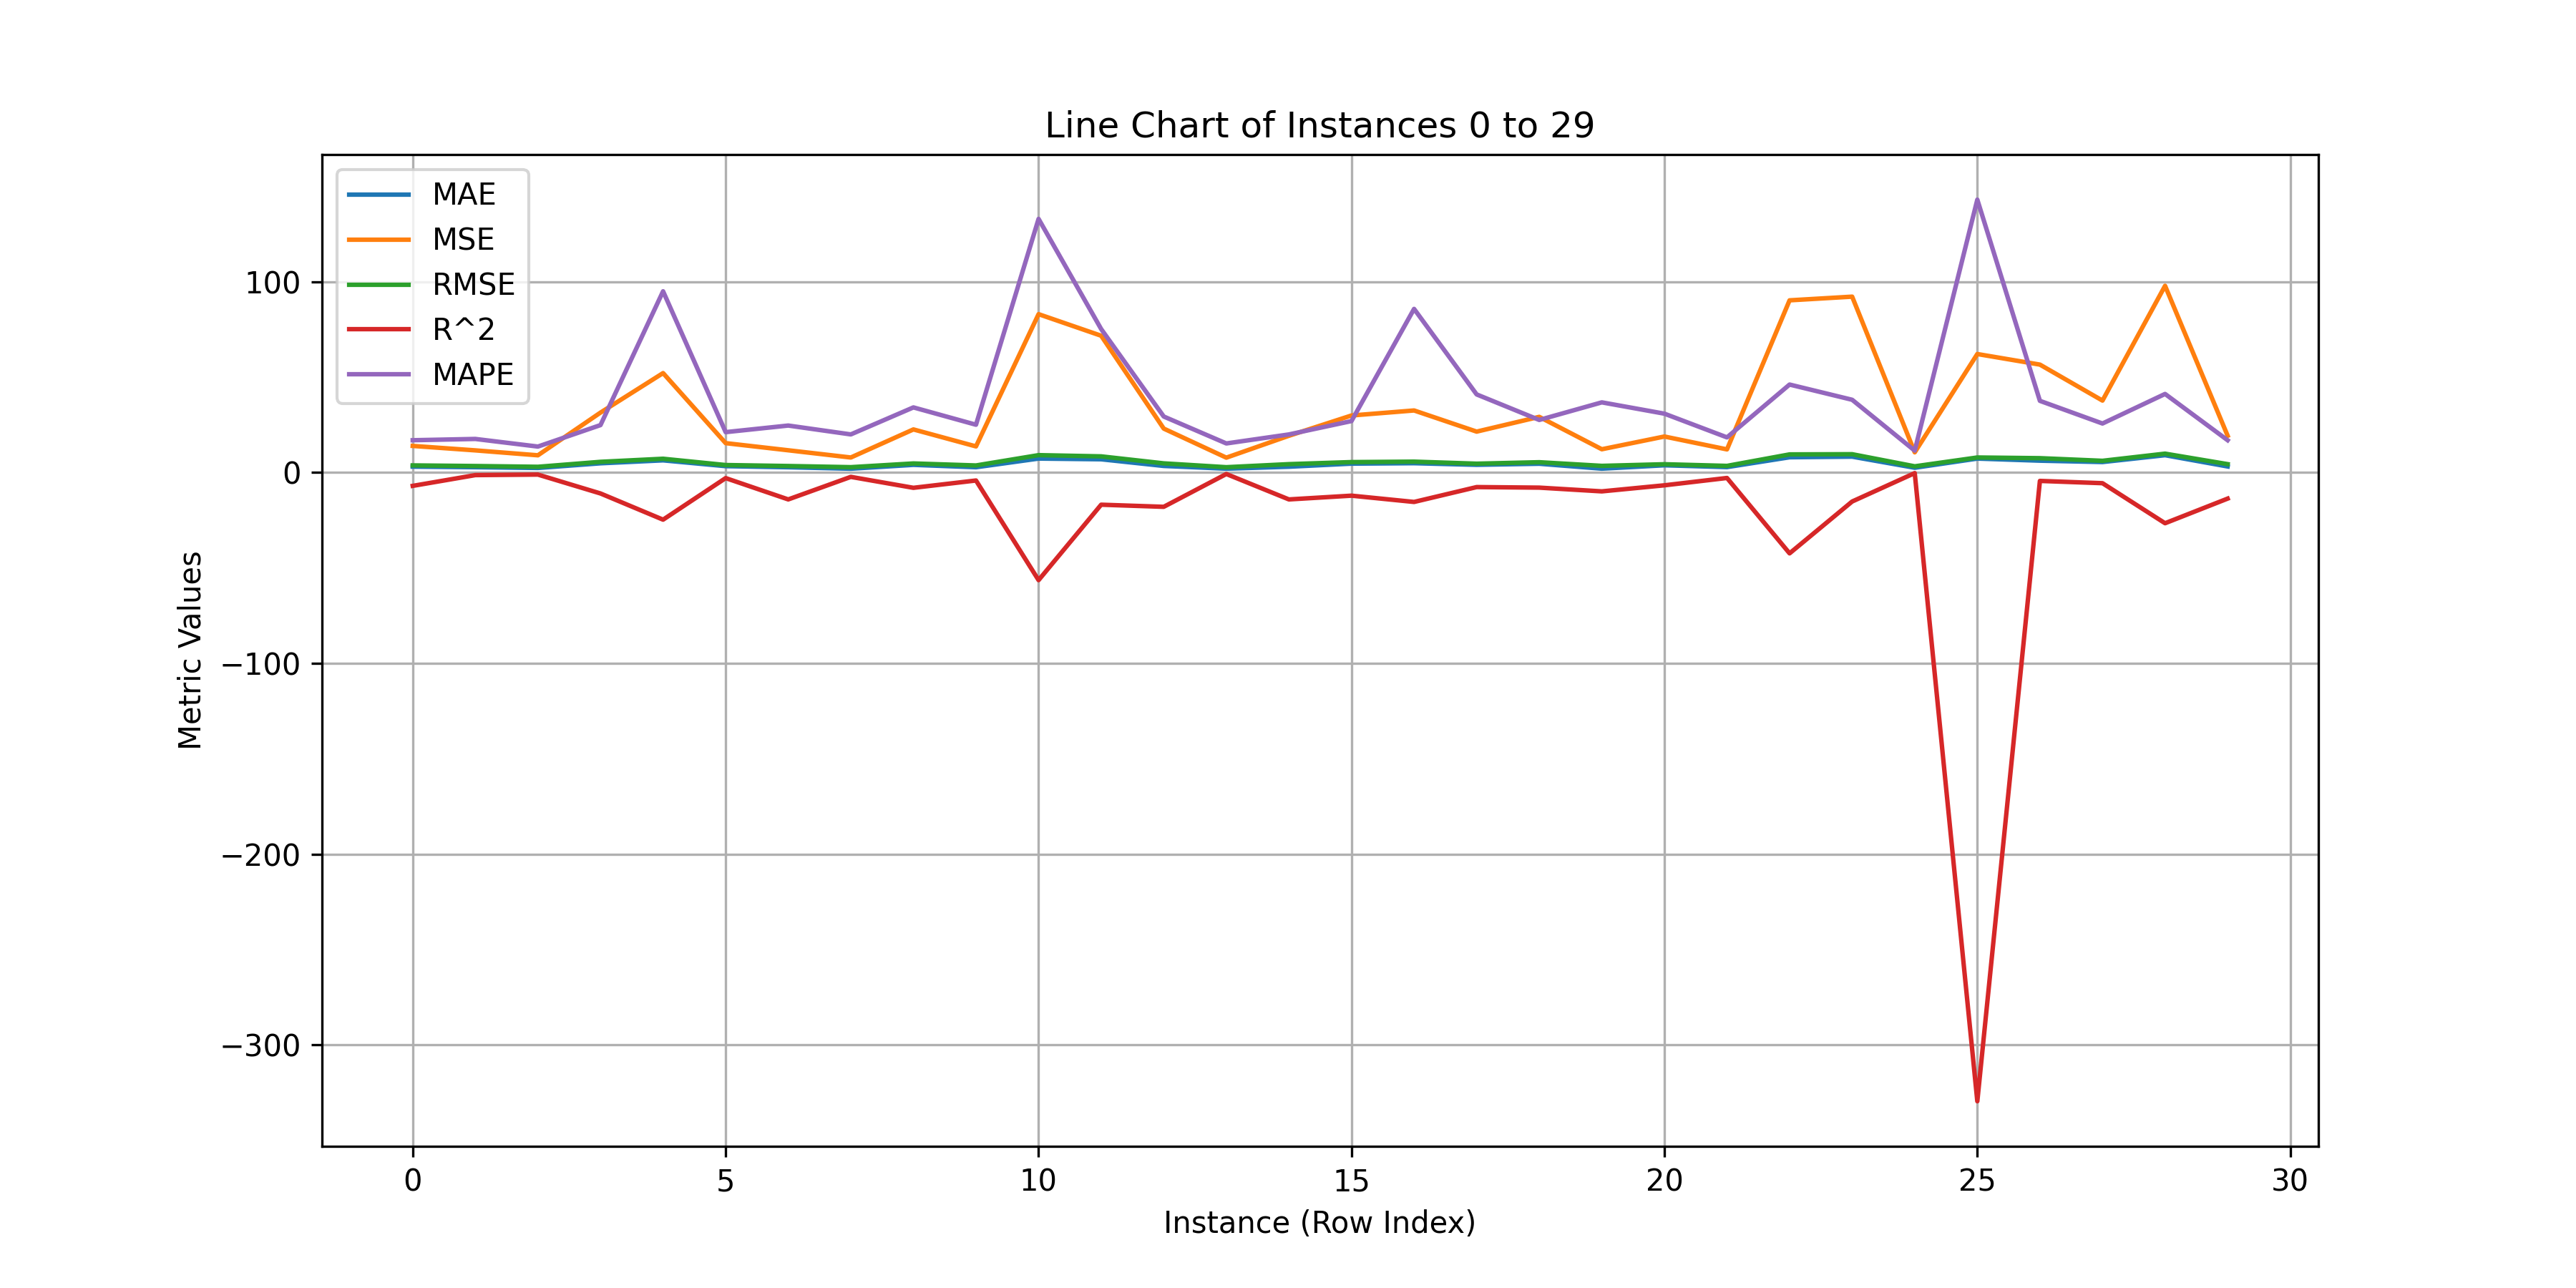 Line Chart of Instances 0 to 29
MAE
MSE
RMSE
R^2
MAPE
Metric Values
100
0
−100
−200
−300
0 5 10 15 20 25 30
Instance (Row Index)